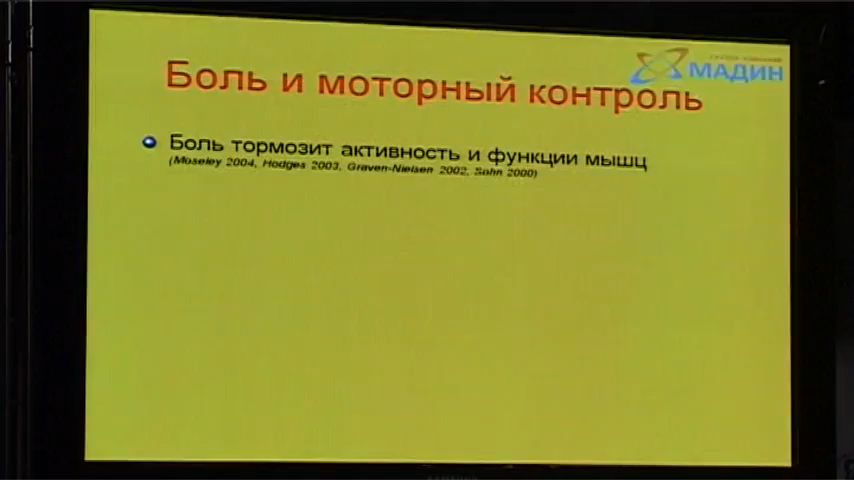 Боль и моторный контроль
МАДИН
Боль тормозит активность и функции мышц
(Moseley 2004, Hodges 2003, Graven-Nielsen 2002, Sohn 2000)